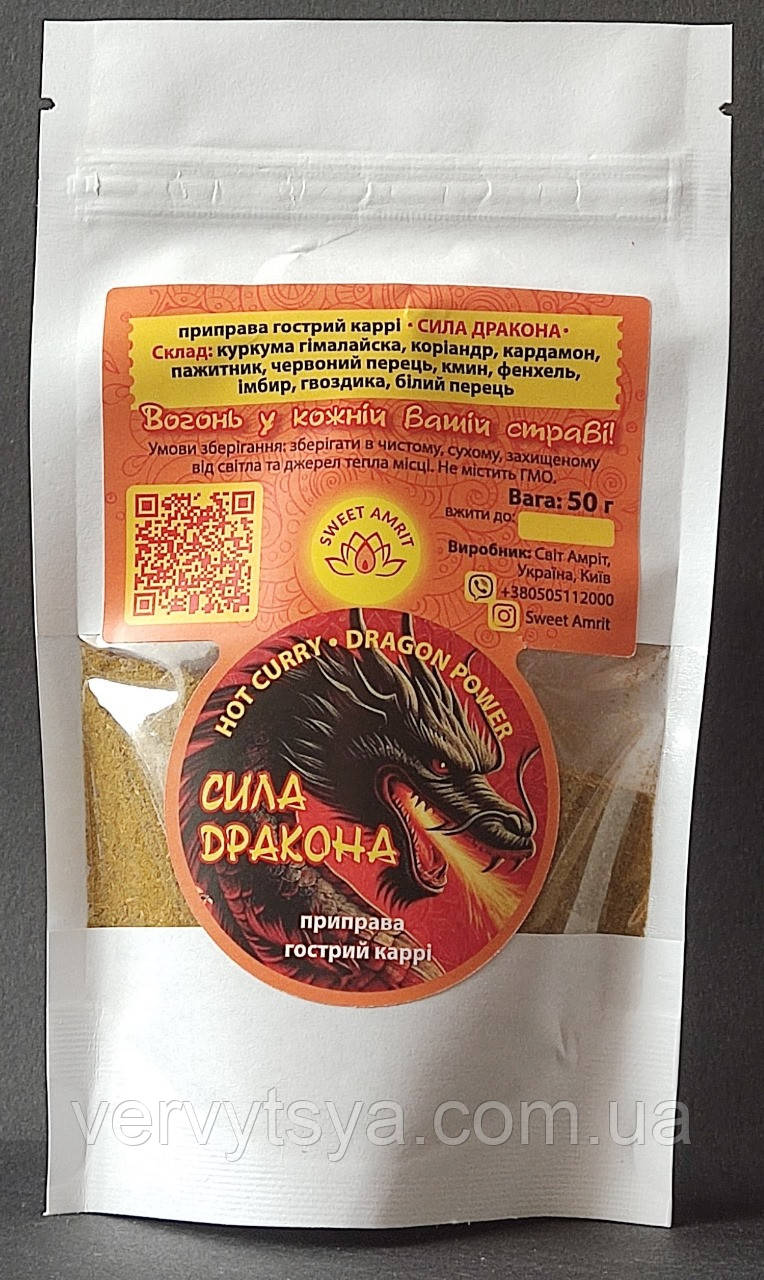 приправа гострий каррі • СИЛА ДРАКОНА •
Склад: куркума гімалайска, коріандр, кардамон,
пажитник, червоний перець, кмин, фенхель,
імбир, гвоздика, білий перець
Вогонь у кожній Вашій страві!
Умови зберігання: зберігати в чистому, сухому, захищеному
від світла та джерел тепла місці. Не містить ГМО.
Вага: 50 г
вжити до:
SWEET AMRIT
Виробник: Світ Амріт,
Україна, Київ
+380505112000
Sweet Amrit
HOT CURRY • DRAGON POWER
СИЛА
ДРАКОНА
приправа
гострий каррі
vervytsya.com.ua